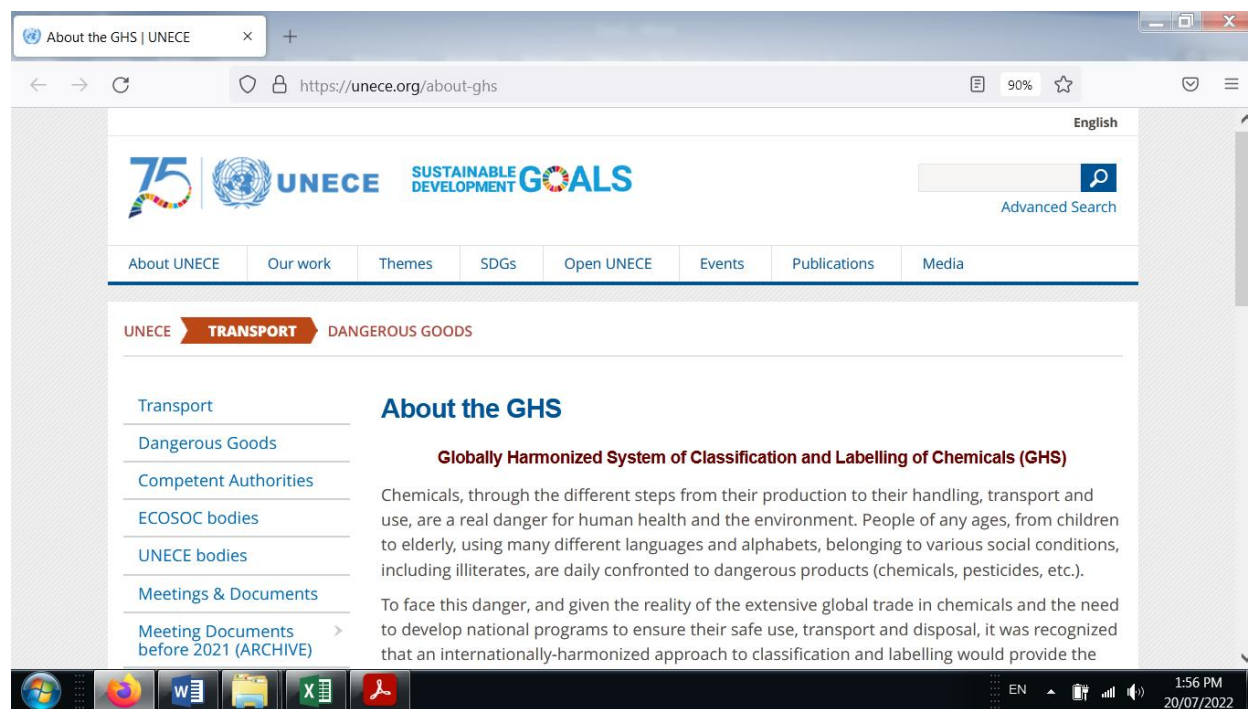 About the GHS | UNECE
https://unece.org/about-ghs
90%
English
75 UNECE SUSTAINABLE DEVELOPMENT GOALS
Advanced Search
About UNECE Our work Themes SDGs Open UNECE Events Publications Media
UNECE TRANSPORT DANGEROUS GOODS
Transport
Dangerous Goods
Competent Authorities
ECOSOC bodies
UNECE bodies
Meetings & Documents
Meeting Documents
before 2021 (ARCHIVE)
About the GHS
Globally Harmonized System of Classification and Labelling of Chemicals (GHS)
Chemicals, through the different steps from their production to their handling, transport and
use, are a real danger for human health and the environment. People of any ages, from children
to elderly, using many different languages and alphabets, belonging to various social conditions,
including illiterates, are daily confronted to dangerous products (chemicals, pesticides, etc.).
To face this danger, and given the reality of the extensive global trade in chemicals and the need
to develop national programs to ensure their safe use, transport and disposal, it was recognized
that an internationally-harmonized approach to classification and labelling would provide the
EN
1:56 PM
20/07/2022